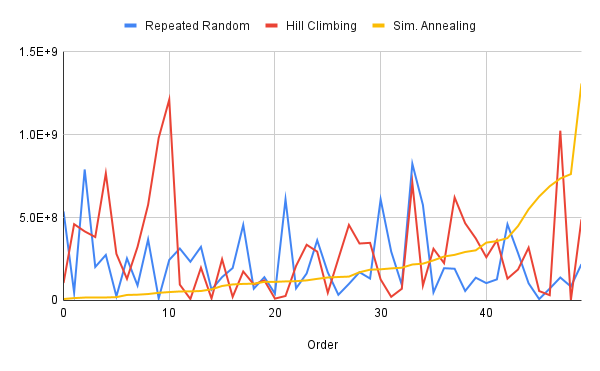 Repeated Random Hill Climbing Sim. Annealing
1.5E+9
1.0E+9
5.0E+8
0
0 10 20 30 40
Order